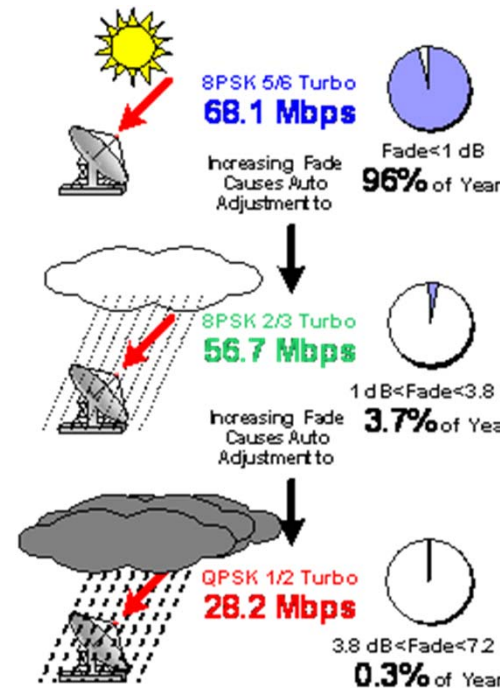 8PSK 5/6 Turbo
68.1 Mbps
Fade<1 dB
96% of Year
Increasing Fade
Causes Auto
Adjustment to
8PSK 2/3 Turbo
56.7 Mbps
1 dB<Fade<3.8
3.7% of Yea
Increasing Fade
Causes Auto
Adjustment to
QPSK 1/2 Turbo
28.2 Mbps
3.8 dB<Fade<7.2
0.3% of Year